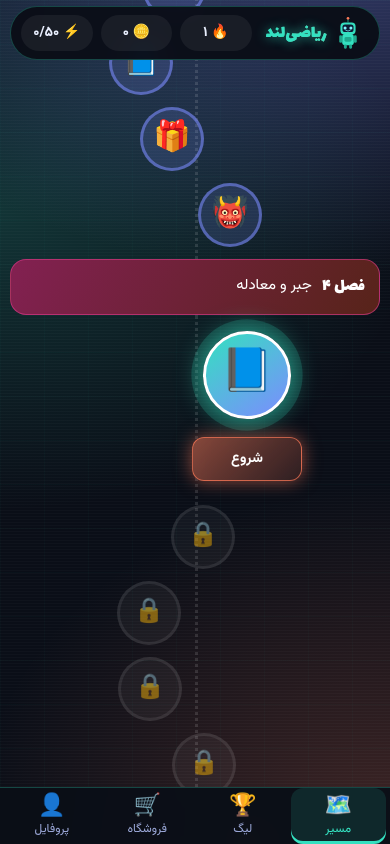 ریاضی‌لند
۱
۰
۰/۵۰
فصل ۴ جبر و معادله
شروع
مسیر
لیگ
فروشگاه
پروفایل